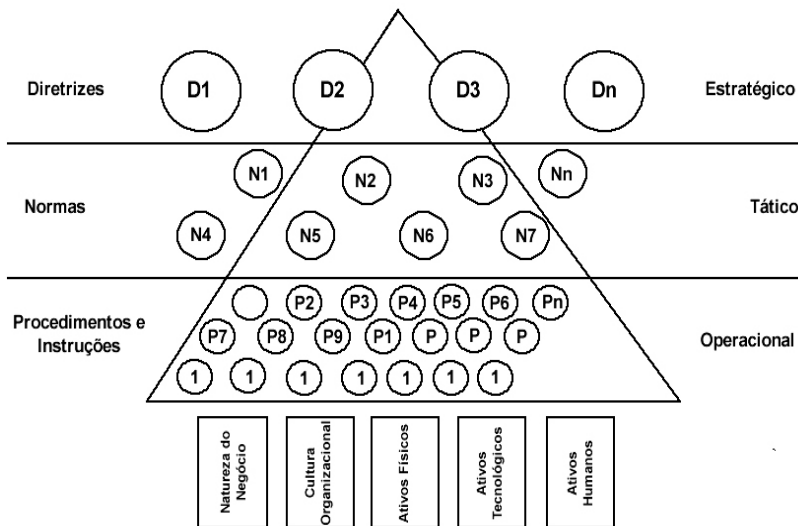 Diretrizes
D1
D2
D3
Dn
Estratégico
N1
N2
N3
Nn
Normas
Tático
N4
N5
N6
N7
P2
P3
P4
P5
P6
Pn
Procedimentos e
Instruções
P7
P8
P9
P1
P
P
P
Operacional
1
1
1
1
1
1
1
Natureza do
Negócio
Cultura
Organizacional
Ativos Físicos
Ativos
Tecnológicos
Ativos
Humanos